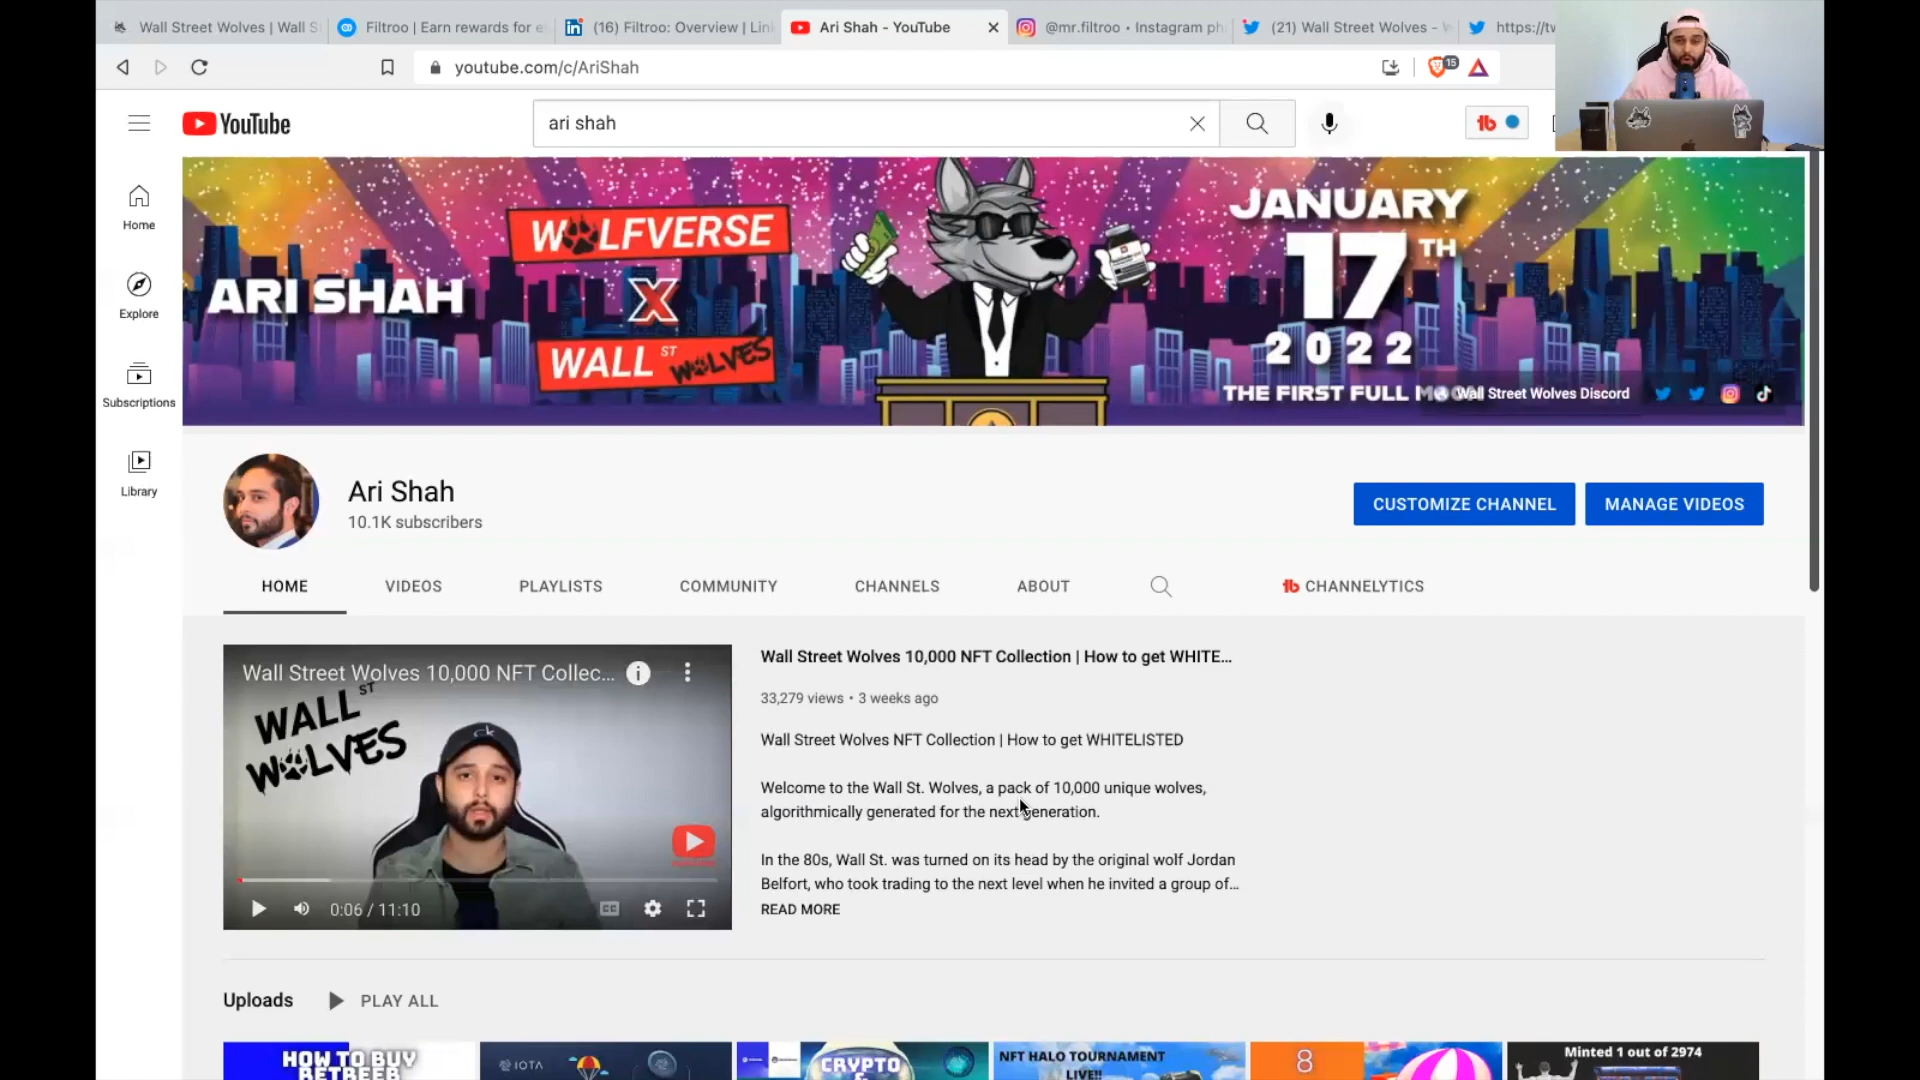 Wall Street Wolves | Wall S
Filtroo | Earn rewards for e
(16) Filtroo: Overview | Link
Ari Shah - YouTube
@mr.filtroo • Instagram ph
(21) Wall Street Wolves -
https://tw
youtube.com/c/AriShah
15
YouTube
ari shah
Home
Explore
Subscriptions
Library
ARI SHAH
WOLFVERSE
X
WALL ST WOLVES
JANUARY
17TH
2022
THE FIRST FULL
Wall Street Wolves Discord
Ari Shah
10.1K subscribers
CUSTOMIZE CHANNEL
MANAGE VIDEOS
HOME
VIDEOS
PLAYLISTS
COMMUNITY
CHANNELS
ABOUT
CHANNELYTICS
Wall Street Wolves 10,000 NFT Collec...
WALL ST
WOLVES
ck
0:06 / 11:10
CC
Wall Street Wolves 10,000 NFT Collection | How to get WHITE...
33,279 views • 3 weeks ago
Wall Street Wolves NFT Collection | How to get WHITELISTED
Welcome to the Wall St. Wolves, a pack of 10,000 unique wolves,
algorithmically generated for the next generation.
In the 80s, Wall St. was turned on its head by the original wolf Jordan
Belfort, who took trading to the next level when he invited a group of...
READ MORE
Uploads
PLAY ALL
HOW TO BUY
BETREER
IOTA
CRYPTO
&
NFT HALO TOURNAMENT
LIVE!!
8
Minted 1 out of 2974